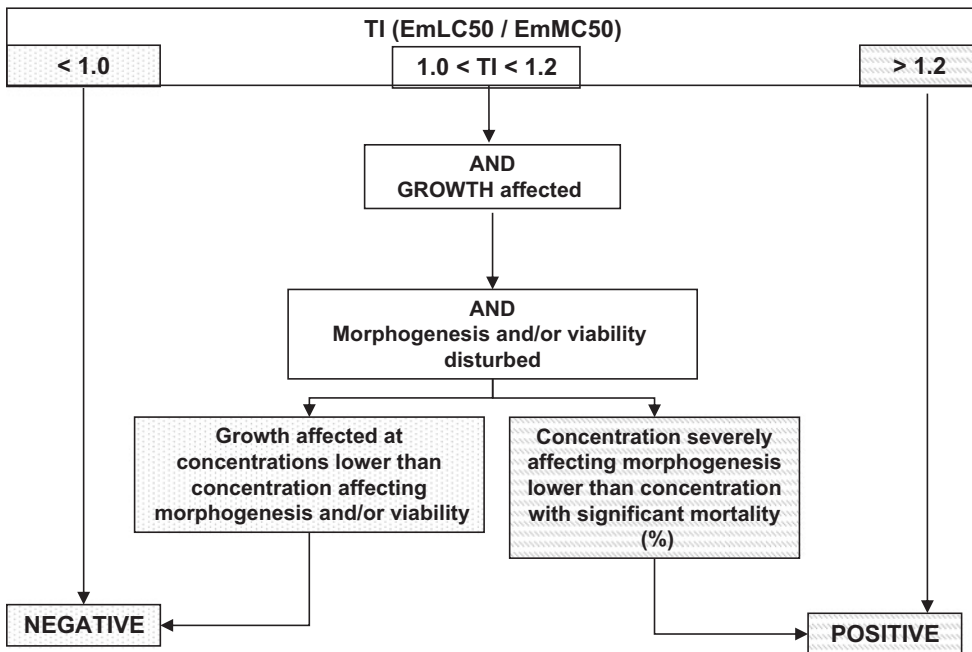 TI (EmLC50 / EmMC50)
< 1.0
1.0 < TI < 1.2
> 1.2
AND
GROWTH affected
AND
Morphogenesis and/or viability
disturbed
Growth affected at
concentrations lower than
concentration affecting
morphogenesis and/or viability
Concentration severely
affecting morphogenesis
lower than concentration
with significant mortality
(%)
NEGATIVE
POSITIVE